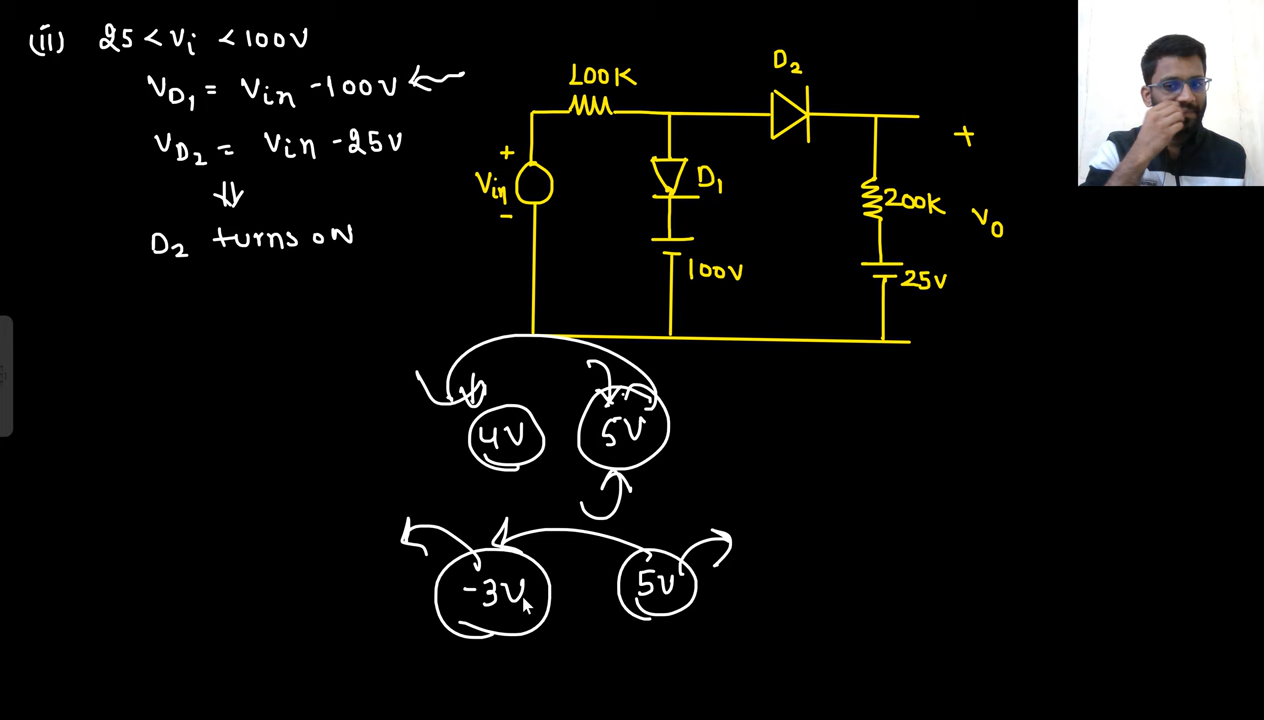 (ii) 25 < Vi < 100V
VD1 = Vin - 100V
VD2 = Vin - 25V
D2 turns ON
100K
D2
+
Vin
-
D1
100V
200K
25V
+
V0
4V
5V
-3V
5V